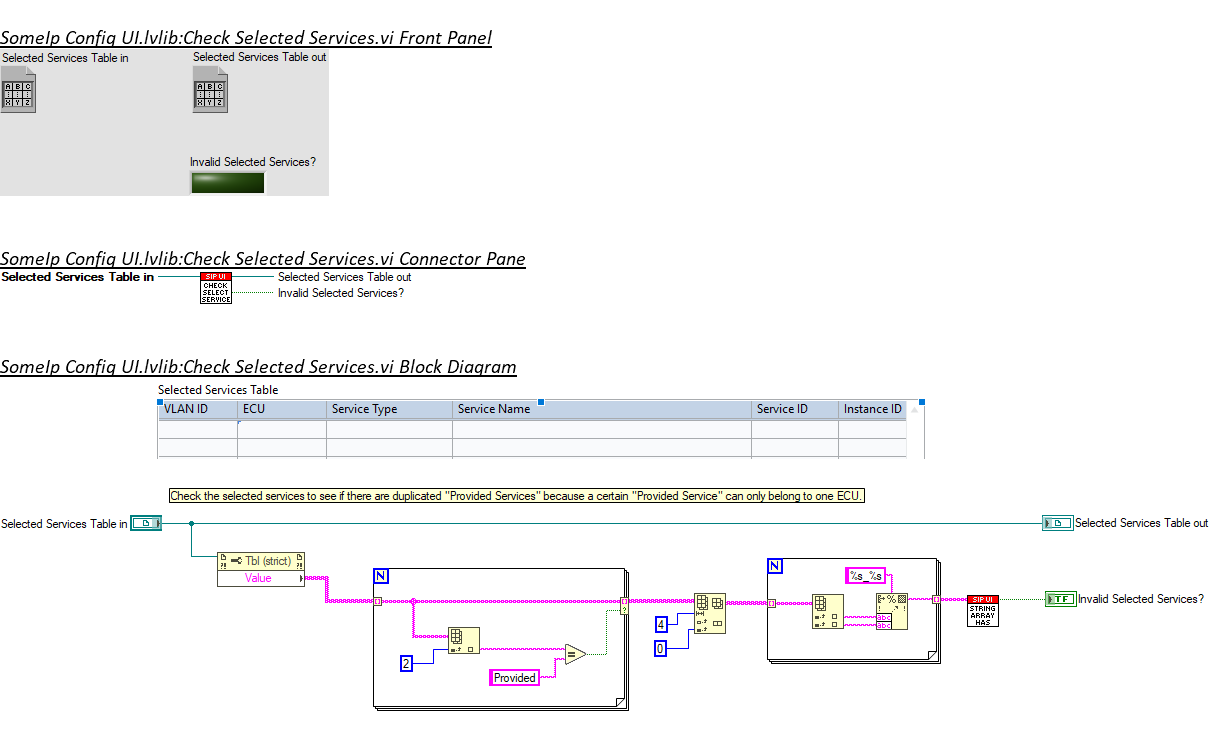 SomeIp Config UI.lvlib:Check Selected Services.vi Front Panel
Selected Services Table in
Selected Services Table out
A B C
X Y Z
A B C
X Y Z
Invalid Selected Services?
SomeIp Config UI.lvlib:Check Selected Services.vi Connector Pane
Selected Services Table in
SIP UI
CHECK
SELECT
SERVICE
Selected Services Table out
Invalid Selected Services?
SomeIp Config UI.lvlib:Check Selected Services.vi Block Diagram
Selected Services Table
VLAN ID ECU Service Type Service Name Service ID Instance ID
Check the selected services to see if there are duplicated "Provided Services" because a certain "Provided Service" can only belong to one ECU.
Selected Services Table in
Selected Services Table out
Tbl (strict)
Value
N
2
Provided
=
?
4
0
N
%s_%s
abc
abc
SIP UI
STRING
ARRAY
HAS
TF
Invalid Selected Services?